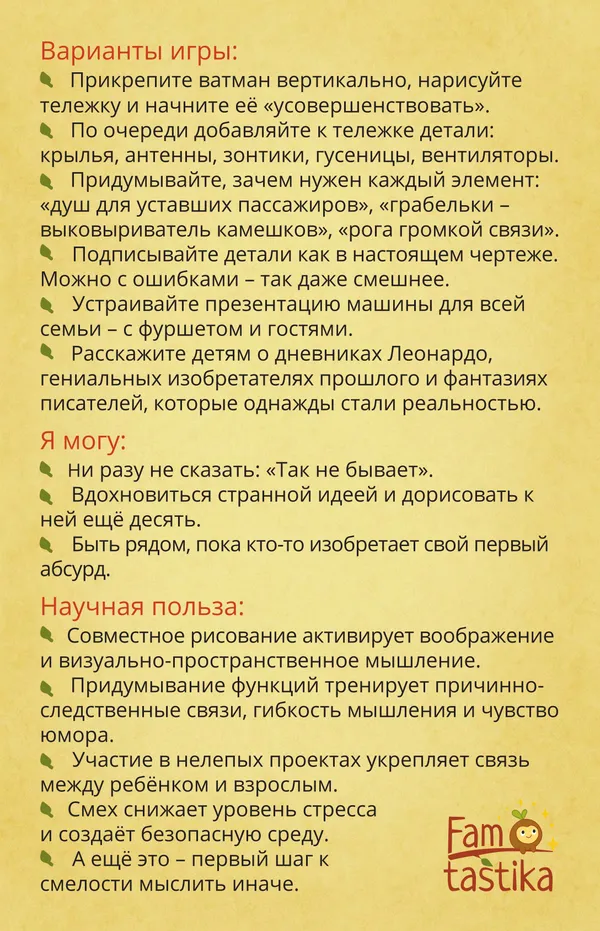 Варианты игры:
Прикрепите ватман вертикально, нарисуйте
тележку и начните её «усовершенствовать».
По очереди добавляйте к тележке детали:
крылья, антенны, зонтики, гусеницы, вентиляторы.
Придумывайте, зачем нужен каждый элемент:
«душ для уставших пассажиров», «грабельки –
выковыриватель камешков», «рога громкой связи».
Подписывайте детали как в настоящем чертеже.
Можно с ошибками – так даже смешнее.
Устраивайте презентацию машины для всей
семьи – с фуршетом и гостями.
Расскажите детям о дневниках Леонардо,
гениальных изобретателях прошлого и фантазиях
писателей, которые однажды стали реальностью.
Я могу:
Ни разу не сказать: «Так не бывает».
Вдохновиться странной идеей и дорисовать к
ней ещё десять.
Быть рядом, пока кто-то изобретает свой первый
абсурд.
Научная польза:
Совместное рисование активирует воображение
и визуально-пространственное мышление.
Придумывание функций тренирует причинно-
следственные связи, гибкость мышления и чувство
юмора.
Участие в нелепых проектах укрепляет связь
между ребёнком и взрослым.
Смех снижает уровень стресса
и создаёт безопасную среду.
А ещё это – первый шаг к
смелости мыслить иначе.
Fam
tastika